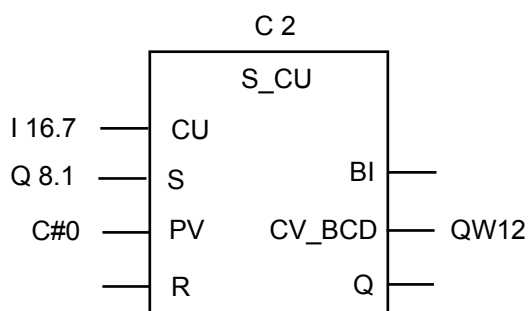 C 2
S_CU
I 16.7 CU
Q 8.1 S BI
C#0 PV CV_BCD QW12
R Q